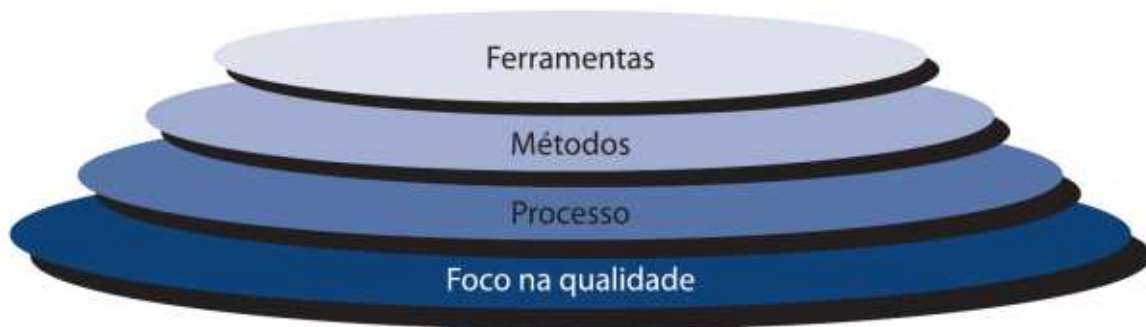 Ferramentas
Métodos
Processo
Foco na qualidade